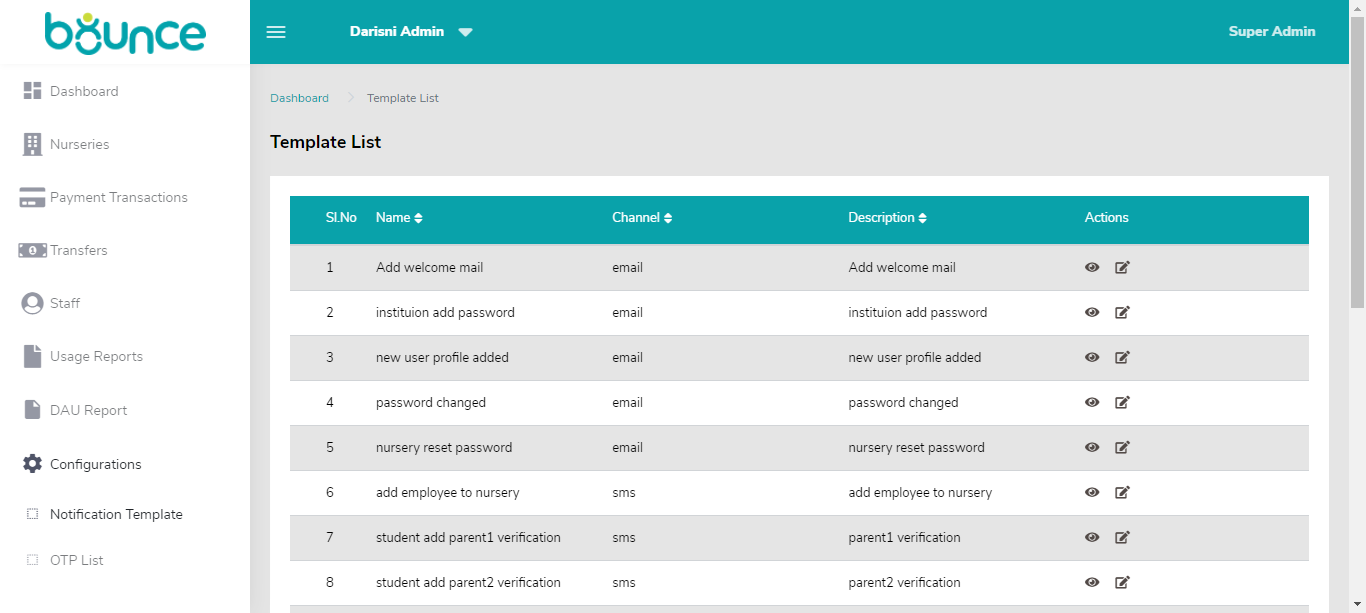 bounce
Darisni Admin
Super Admin
Dashboard
Nurseries
Payment Transactions
Transfers
Staff
Usage Reports
DAU Report
Configurations
Notification Template
OTP List
Dashboard Template List
Template List
Sl.No Name Channel Description Actions
1 Add welcome mail email Add welcome mail
2 instituion add password email instituion add password
3 new user profile added email new user profile added
4 password changed email password changed
5 nursery reset password email nursery reset password
6 add employee to nursery sms add employee to nursery
7 student add parent1 verification sms parent1 verification
8 student add parent2 verification sms parent2 verification